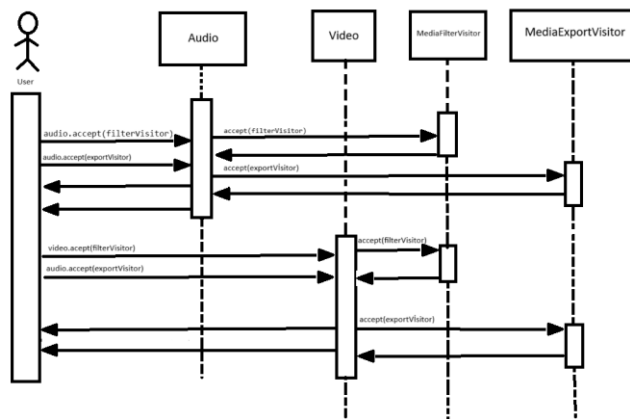 Audio
Video
MediaFilterVisitor
MediaExportVisitor
User
audio.accept(filterVisitor)
accept(filterVisitor)
audio.accept(exportVisitor)
accept(exportVisitor)
video.acept(filterVisitor)
accept(filterVisitor)
audio.accept(exportVisitor)
accept(exportVisitor)